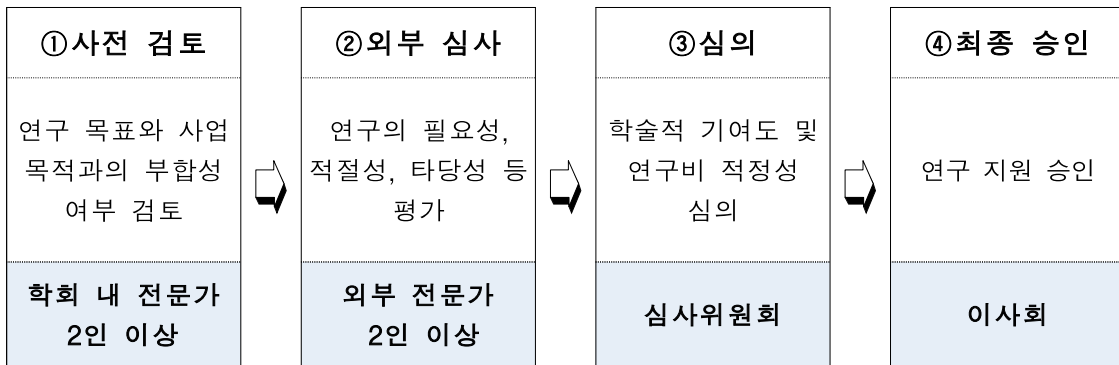 ①사전 검토
연구 목표와 사업
목적과의 부합성
여부 검토
학회 내 전문가
2인 이상
②외부 심사
연구의 필요성,
적절성, 타당성 등
평가
외부 전문가
2인 이상
③심의
학술적 기여도 및
연구비 적정성
심의
심사위원회
④최종 승인
연구 지원 승인
이사회